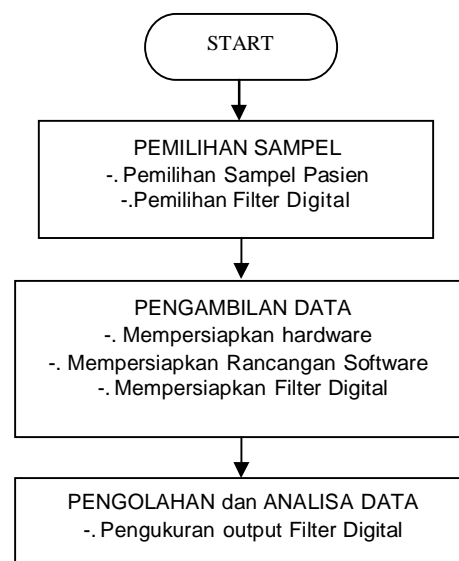 START
PEMILIHAN SAMPEL
-. Pemilihan Sampel Pasien
-.Pemilihan Filter Digital
PENGAMBILAN DATA
-. Mempersiapkan hardware
-. Mempersiapkan Rancangan Software
-. Mempersiapkan Filter Digital
PENGOLAHAN dan ANALISA DATA
-. Pengukuran output Filter Digital